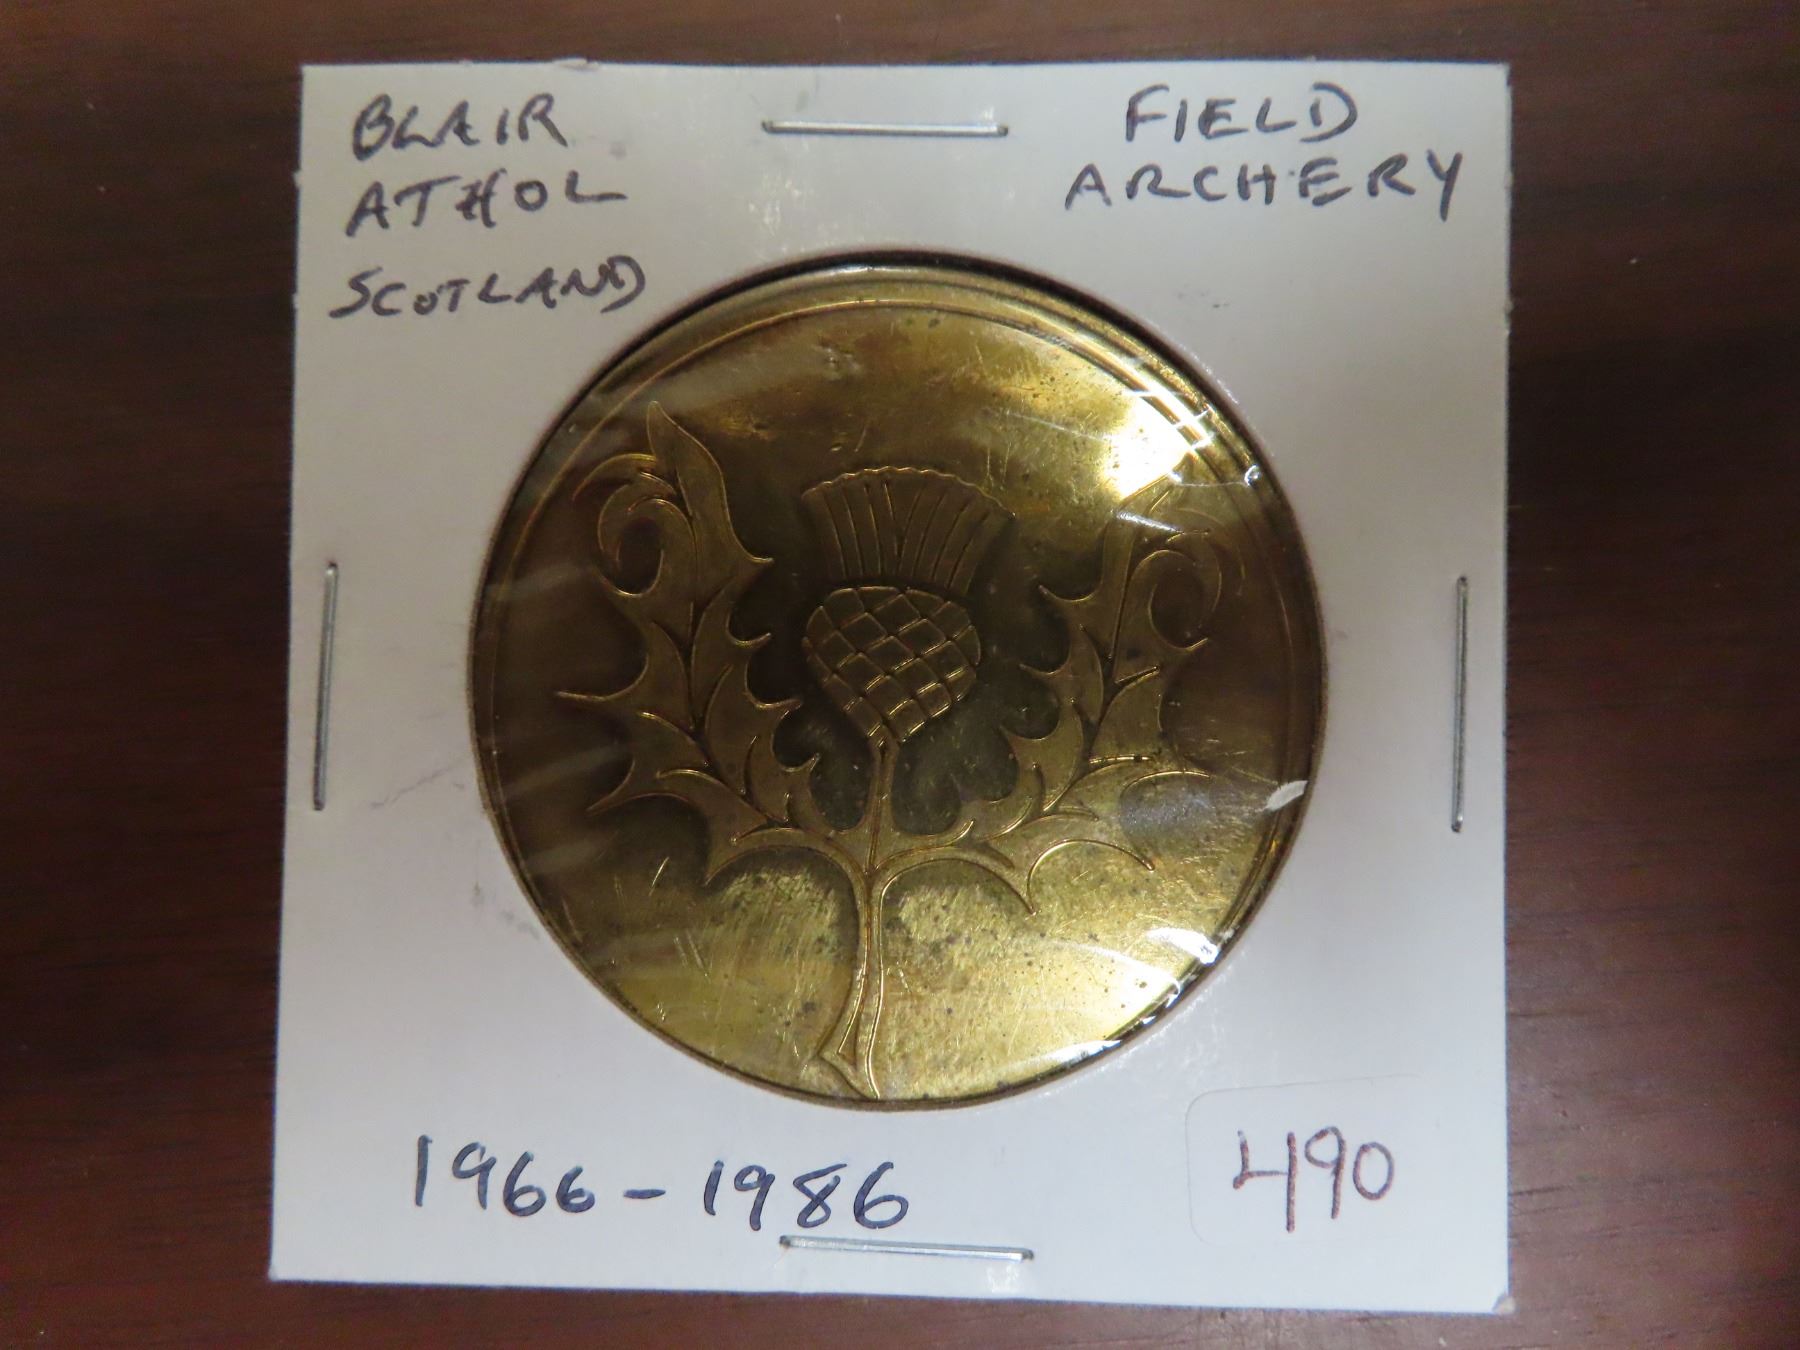 BLAIR
ATHOL
SCOTLAND
FIELD
ARCHERY
1966-1986
490